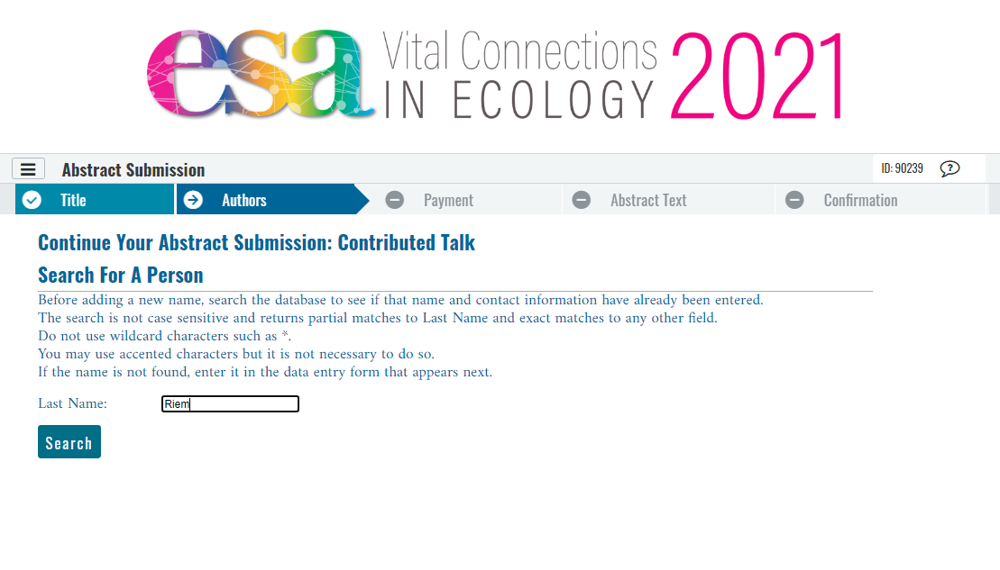 esa Vital Connections IN ECOLOGY 2021
Abstract Submission ID: 90239 ?
Title Authors Payment Abstract Text Confirmation
Continue Your Abstract Submission: Contributed Talk
Search For A Person
Before adding a new name, search the database to see if that name and contact information have already been entered.
The search is not case sensitive and returns partial matches to Last Name and exact matches to any other field.
Do not use wildcard characters such as *.
You may use accented characters but it is not necessary to do so.
If the name is not found, enter it in the data entry form that appears next.
Last Name: Riem
Search